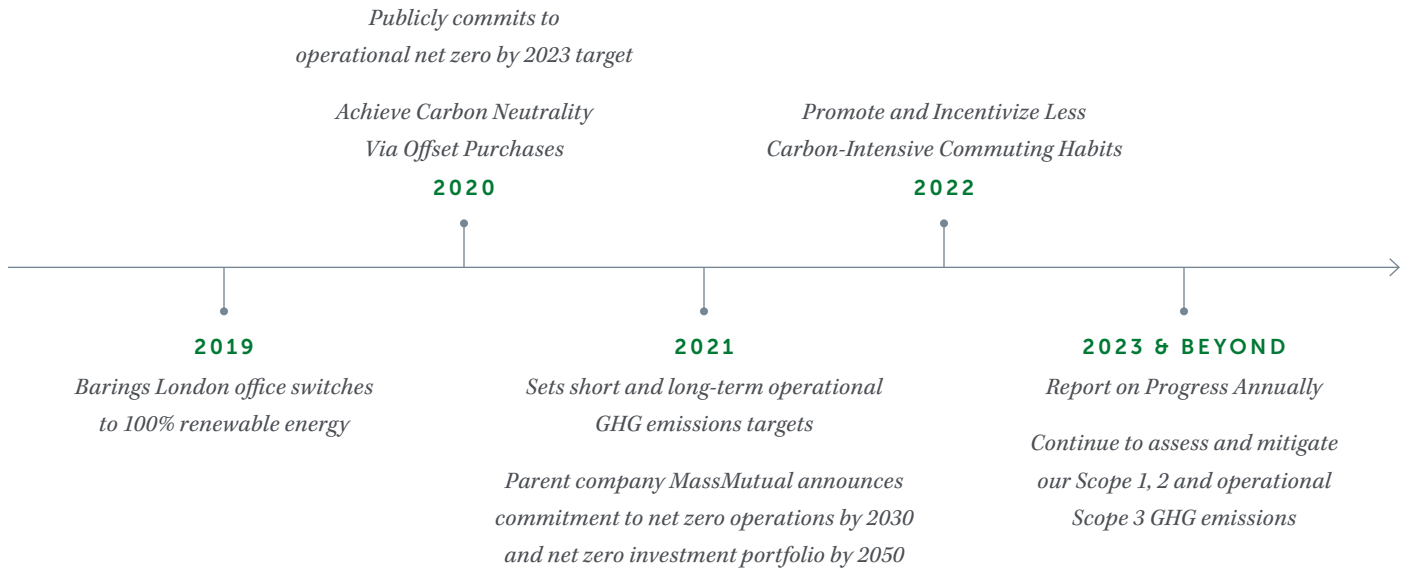 Publicly commits to
operational net zero by 2023 target
Achieve Carbon Neutrality
Via Offset Purchases
2020
Promote and Incentivize Less
Carbon-Intensive Commuting Habits
2022
2019
Barings London office switches
to 100% renewable energy
2021
Sets short and long-term operational
GHG emissions targets
Parent company MassMutual announces
commitment to net zero operations by 2030
and net zero investment portfolio by 2050
2023 & BEYOND
Report on Progress Annually
Continue to assess and mitigate
our Scope 1, 2 and operational
Scope 3 GHG emissions